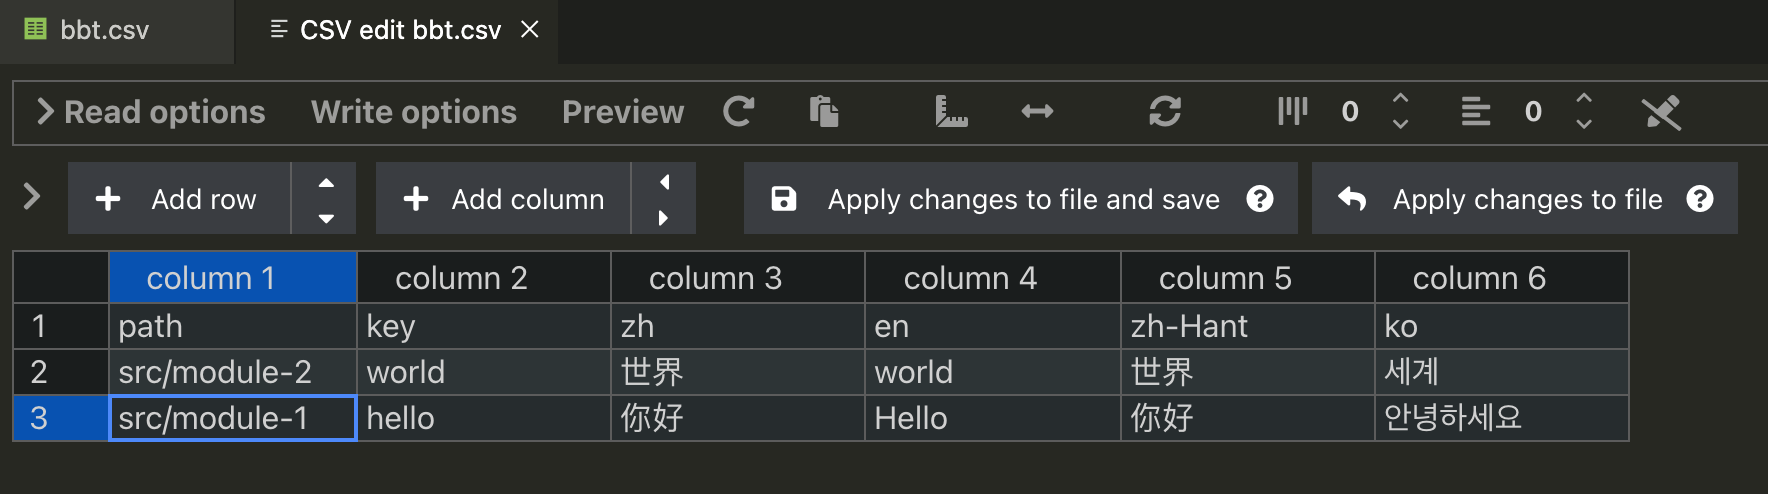 bbt.csv CSV edit bbt.csv
Read options Write options Preview 0 0
Add row Add column Apply changes to file and save Apply changes to file
column 1 column 2 column 3 column 4 column 5 column 6
1 path key zh en zh-Hant ko
2 src/module-2 world 世界 world 世界 세계
3 src/module-1 hello 你好 Hello 你好 안녕하세요